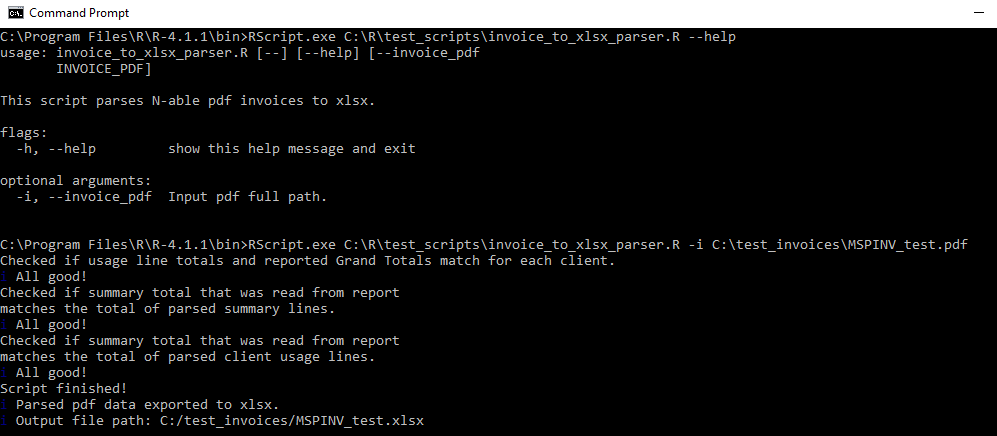 Command Prompt
C:\Program Files\R\R-4.1.1\bin>RScript.exe C:\R\test_scripts\invoice_to_xlsx_parser.R --help
usage: invoice_to_xlsx_parser.R [--] [--help] [--invoice_pdf
       INVOICE_PDF]
This script parses N-able pdf invoices to xlsx.
flags:
  -h, --help         show this help message and exit
optional arguments:
  -i, --invoice_pdf  Input pdf full path.
C:\Program Files\R\R-4.1.1\bin>RScript.exe C:\R\test_scripts\invoice_to_xlsx_parser.R -i C:\test_invoices\MSPINV_test.pdf
Checked if usage line totals and reported Grand Totals match for each client.
i All good!
Checked if summary total that was read from report
matches the total of parsed summary lines.
i All good!
Checked if summary total that was read from report
matches the total of parsed client usage lines.
i All good!
Script finished!
i Parsed pdf data exported to xlsx.
i Output file path: C:/test_invoices/MSPINV_test.xlsx